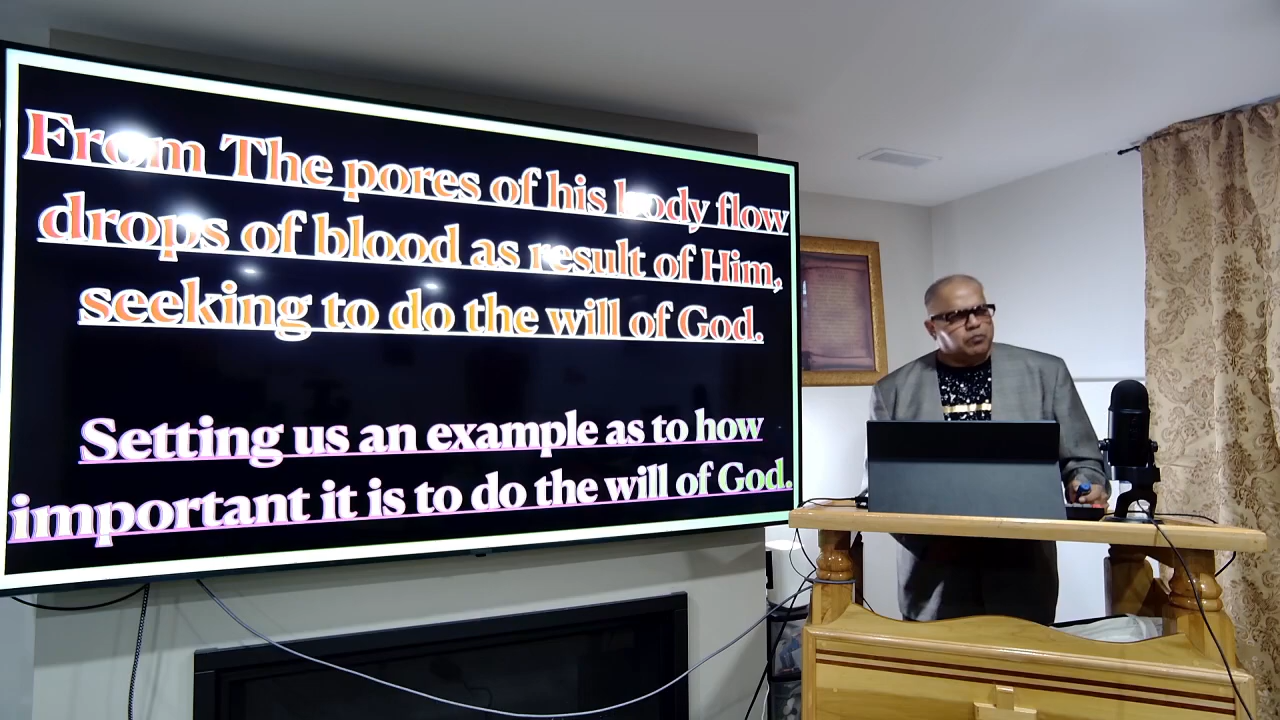 From The pores of his body flow
drops of blood as result of Him,
seeking to do the will of God.
Setting us an example as to how
important it is to do the will of God.